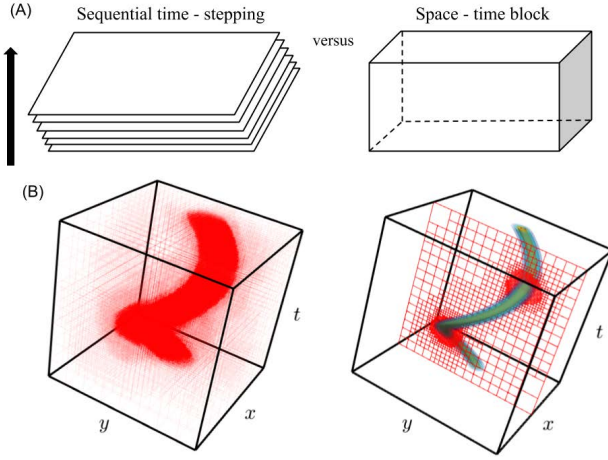 (A)
Sequential time - stepping
versus
Space - time block
(B)
t
x
y
t
x
y